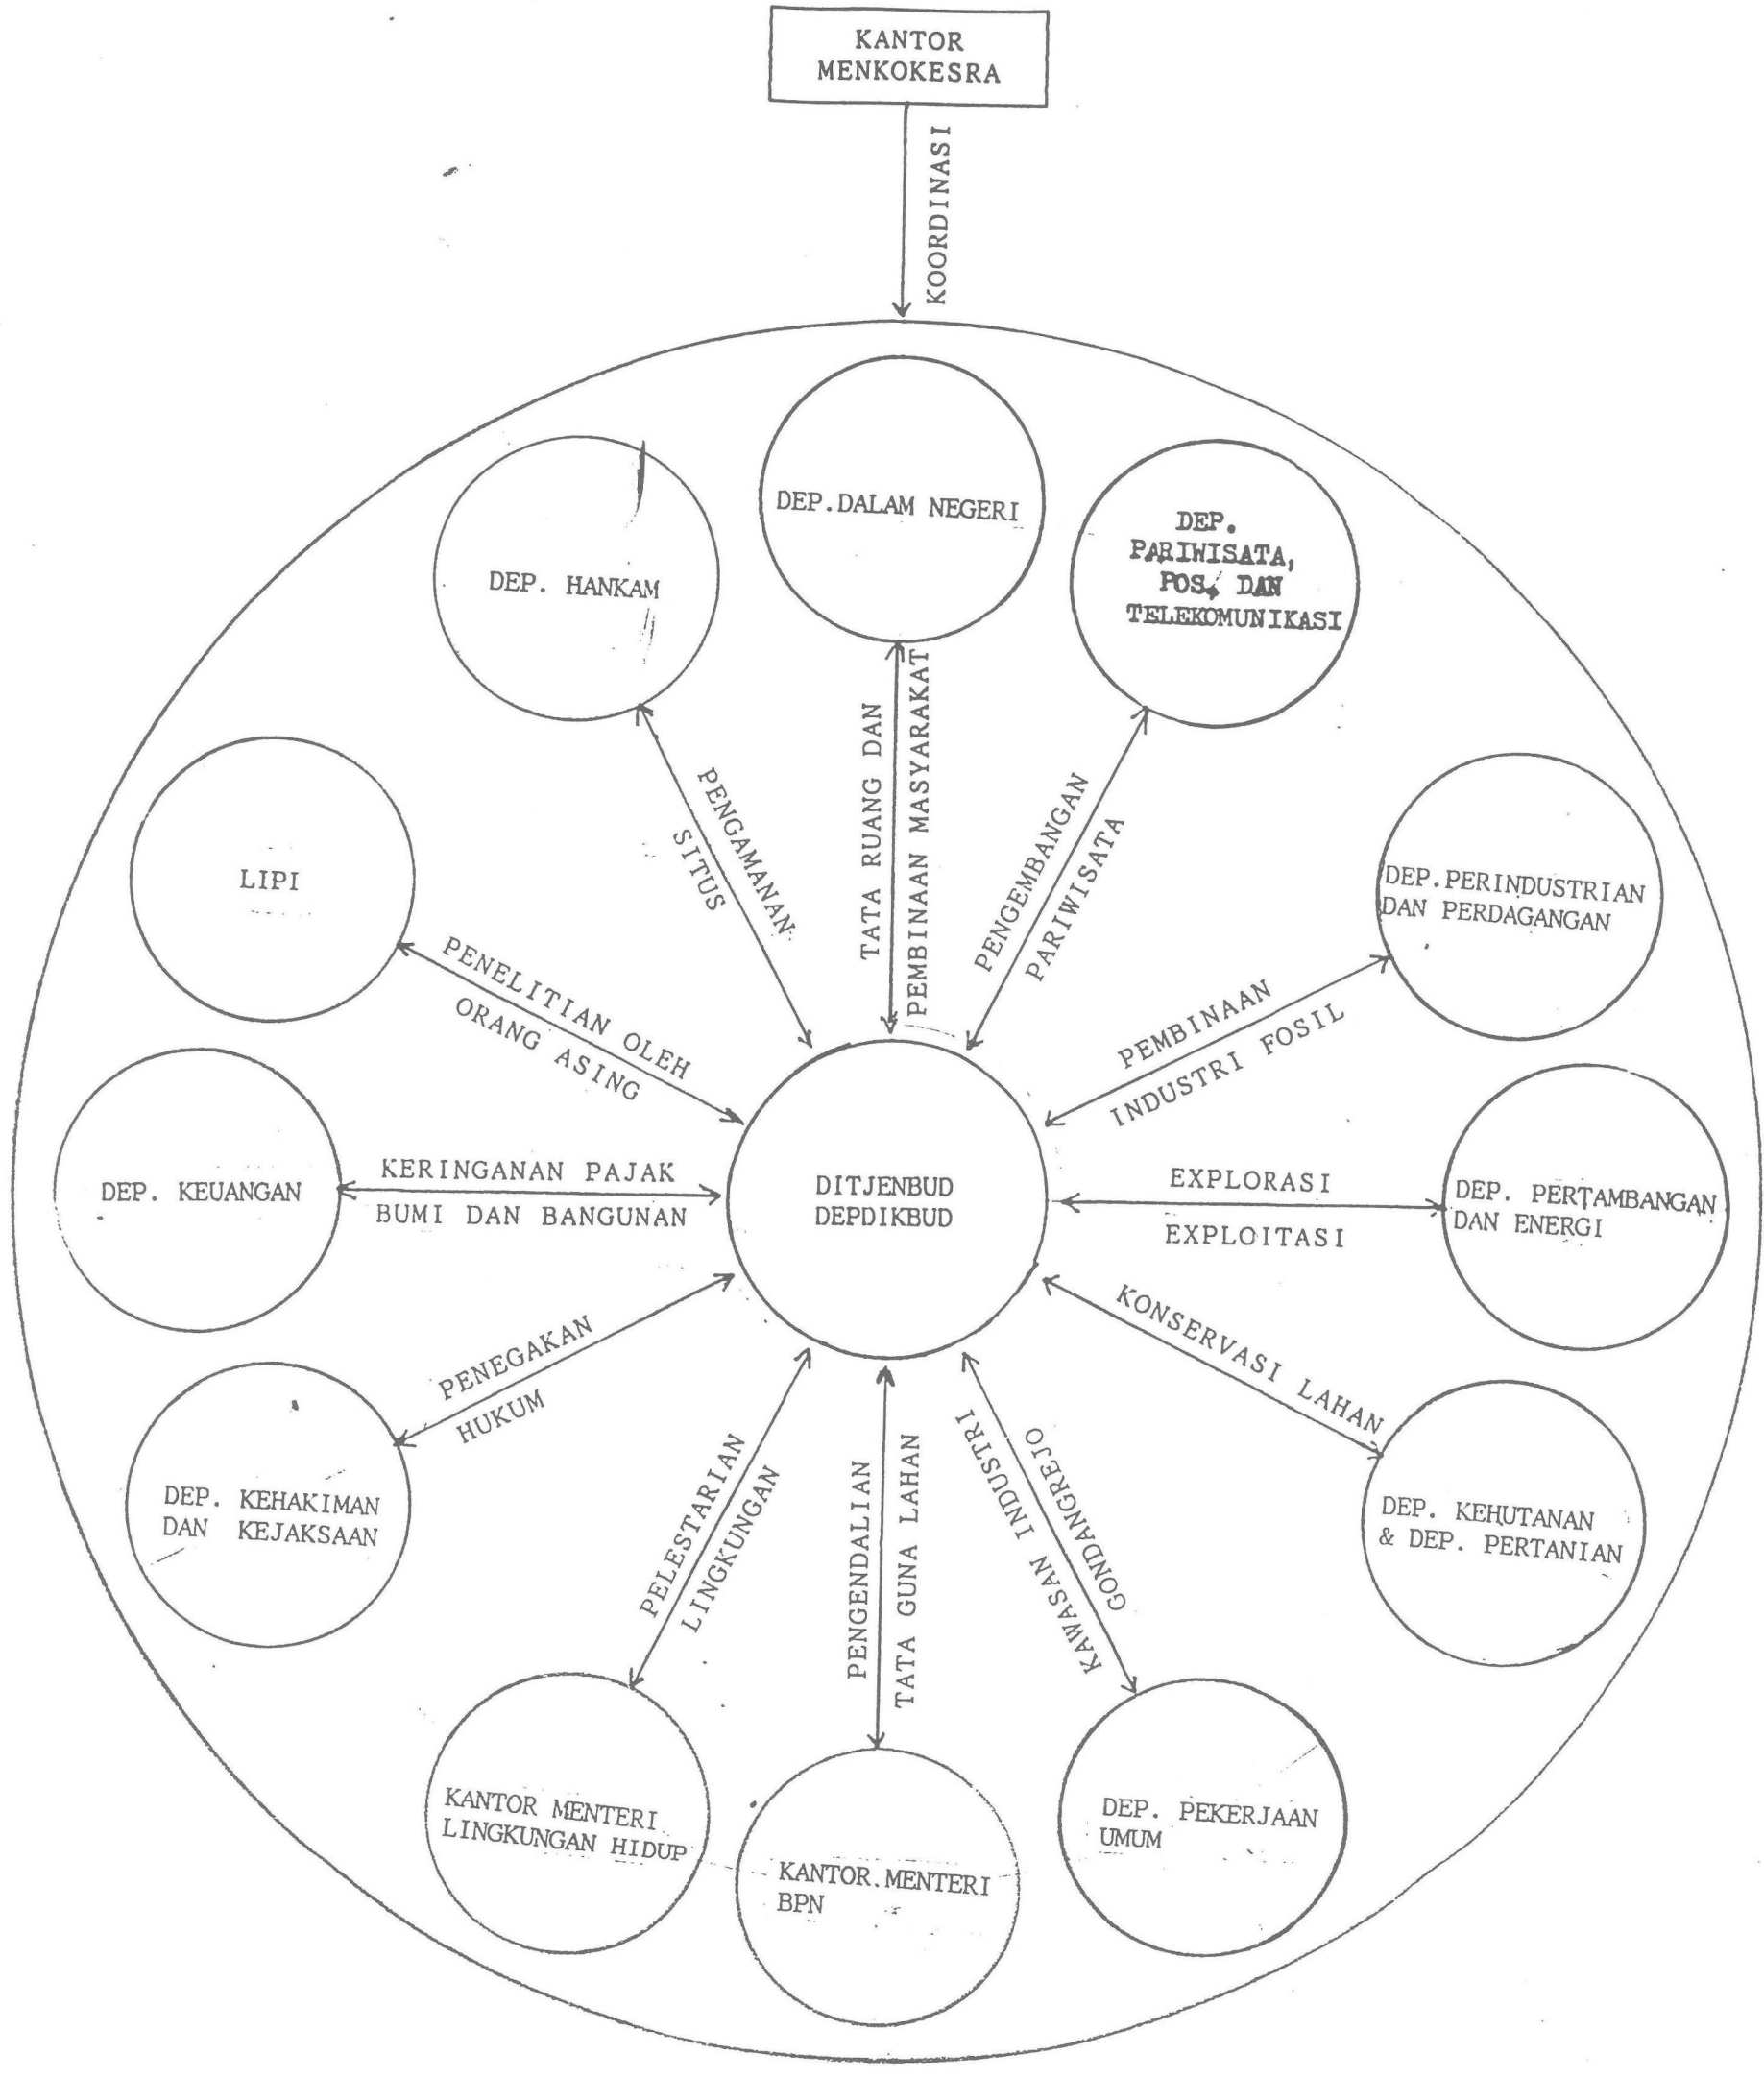 KANTOR
MENKOKESRA
KOORDINASI
DEP.DALAM NEGERI
DEP. HANKAM
DEP.
PARIWISATA,
POS, DAN
TELEKOMUNIKASI
LIPI
DEP.PERINDUSTRIAN
DAN PERDAGANGAN
PENGAMANAN
SITUS
TATA RUANG DAN
PEMBINAAN MASYARAKAT
PENGEMBANGAN
PARIWISATA
PENELITIAN OLEH
ORANG ASING
PEMBINAAN
INDUSTRI FOSIL
DEP. KEUANGAN
KERINGANAN PAJAK
BUMI DAN BANGUNAN
DITJENBUD
DEPDIKBUD
EXPLORASI
EXPLOITASI
DEP. PERTAMBANGAN
DAN ENERGI
PENEGAKAN
HUKUM
KONSERVASI LAHAN
DEP. KEHAKIMAN
DAN KEJAKSAAN
PELESTARIAN
LINGKUNGAN
PENGENDALIAN
TATA GUNA LAHAN
KAWASAN INDUSTRI
GONDANGREJO
DEP. KEHUTANAN
& DEP. PERTANIAN
KANTOR MENTERI
LINGKUNGAN HIDUP
KANTOR.MENTERI
BPN
DEP. PEKERJAAN
UMUM